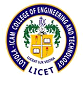 LOYOLA-ICAM COLLEGE OF ENGINEERING AND TECHNOLOGY
LICET